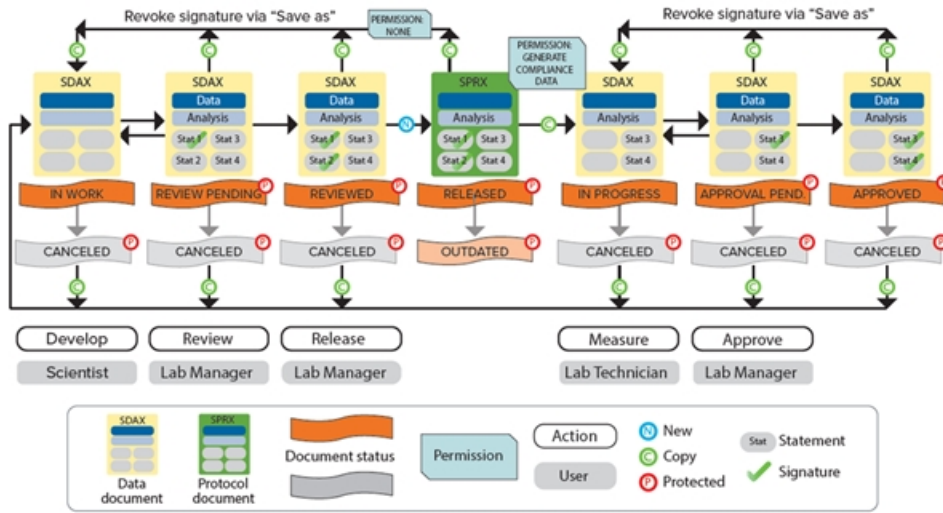 Revoke signature via "Save as"
PERMISSION:
NONE
PERMISSION:
GENERATE
COMPLIANCE
DATA
Revoke signature via "Save as"
C
C
C
C
C
C
C
SDAX
SDAX
Data
Analysis
Stat 1 Stat 3
Stat 2 Stat 4
SDAX
Data
Analysis
Stat 1 Stat 3
Stat 2 Stat 4
N
SPRX
Analysis
Stat 1 Stat 3
Stat 2 Stat 4
C
SDAX
Analysis
Stat 3
Stat 4
SDAX
Data
Analysis
Stat 3
Stat 4
SDAX
Data
Analysis
Stat 3
Stat 4
IN WORK
REVIEW PENDING P
REVIEWED P
RELEASED P
IN PROGRESS
APPROVAL PEND. P
APPROVED P
CANCELED P
CANCELED P
CANCELED P
OUTDATED P
CANCELED P
CANCELED P
CANCELED P
C
C
C
C
C
C
Develop
Review
Release
Measure
Approve
Scientist
Lab Manager
Lab Manager
Lab Technician
Lab Manager
SDAX
Data
document
SPRX
Protocol
document
Document status
Permission
Action
User
N New
C Copy
P Protected
Stat Statement
Signature